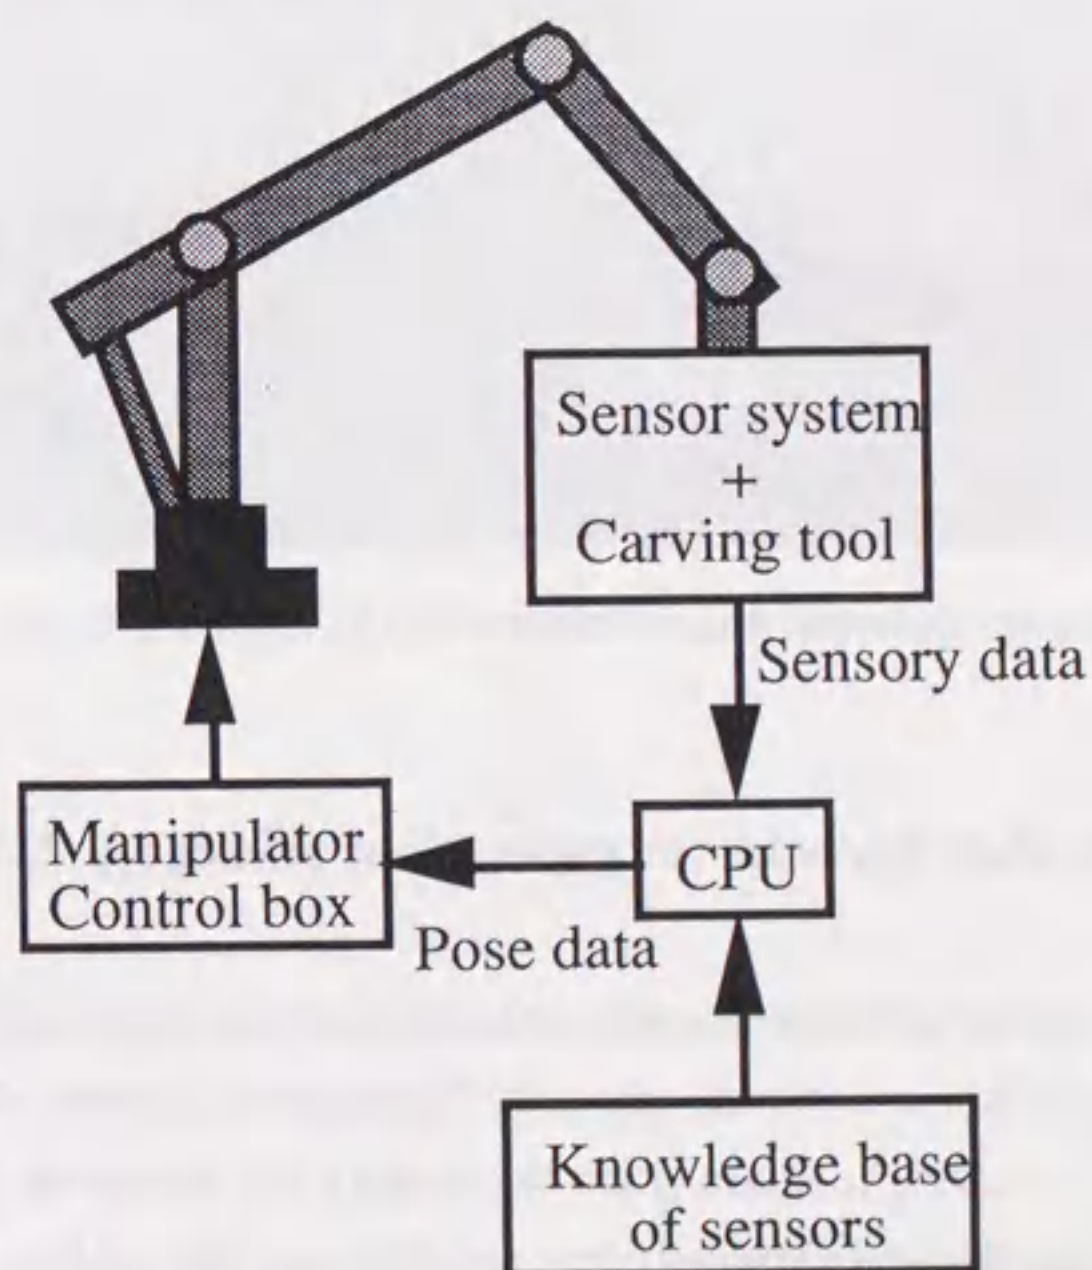 Sensor system
+
Carving tool
Sensory data
Manipulator
Control box
CPU
Pose data
Knowledge base
of sensors